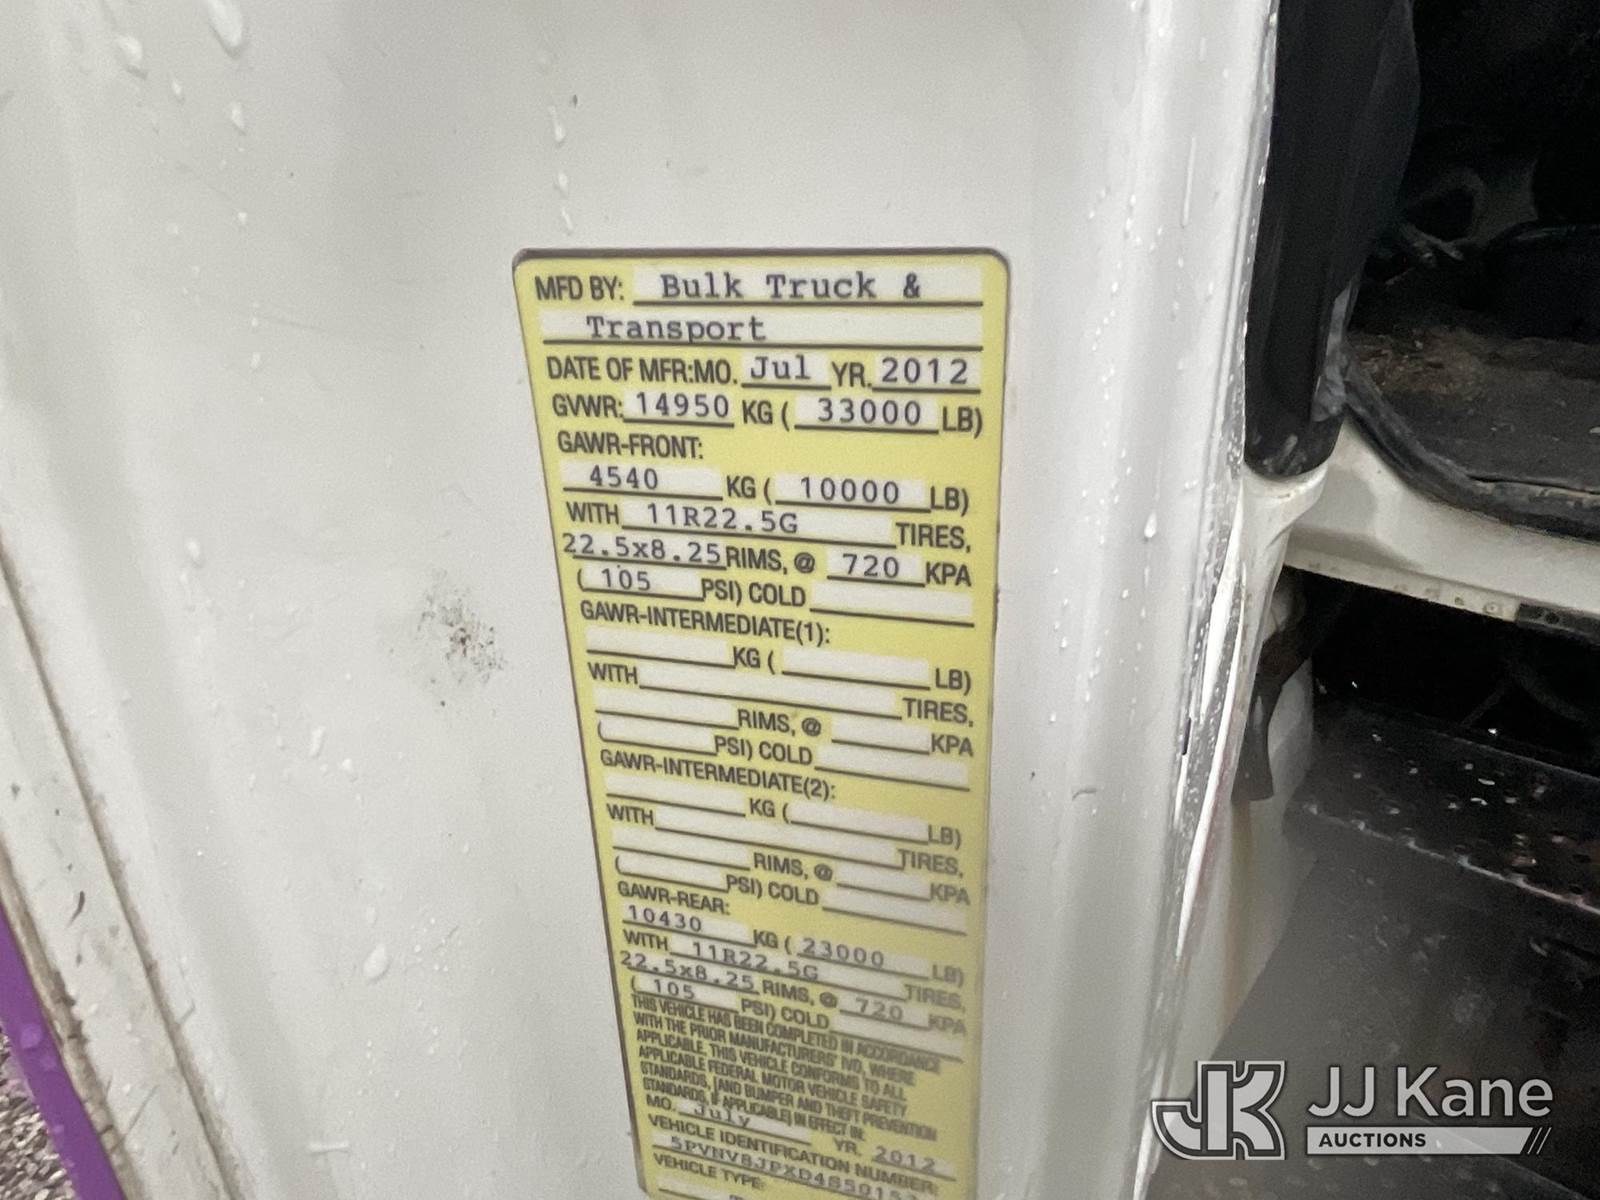 MFD BY: Bulk Truck &
Transport
DATE OF MFR:MO. Jul YR. 2012
GVWR: 14950 KG ( 33000 LB)
GAWR-FRONT:
4540 KG ( 10000 LB)
WITH 11R22.5G TIRES,
22.5x8.25 RIMS, @ 720 KPA
( 105 PSI) COLD
GAWR-INTERMEDIATE(1):
KG ( LB)
WITH TIRES,
RIMS, @ KPA
( PSI) COLD
GAWR-INTERMEDIATE(2):
KG ( LB)
WITH TIRES,
RIMS, @ KPA
( PSI) COLD
GAWR-REAR:
10430 KG ( 23000 LB)
WITH 11R22.5G TIRES,
22.5x8.25 RIMS, @ 720 KPA
( 105 PSI) COLD
THIS VEHICLE HAS BEEN COMPLETED IN ACCORDANCE
WITH THE PRIOR MANUFACTURERS' IVD, WHERE
APPLICABLE. THIS VEHICLE CONFORMS TO ALL
APPLICABLE FEDERAL MOTOR VEHICLE SAFETY
STANDARDS, [AND BUMPER AND THEFT PREVENTION
STANDARDS, IF APPLICABLE] IN EFFECT IN:
MO. July YR. 2012
VEHICLE IDENTIFICATION NUMBER:
VEHICLE TYPE:
JK JJ Kane
AUCTIONS